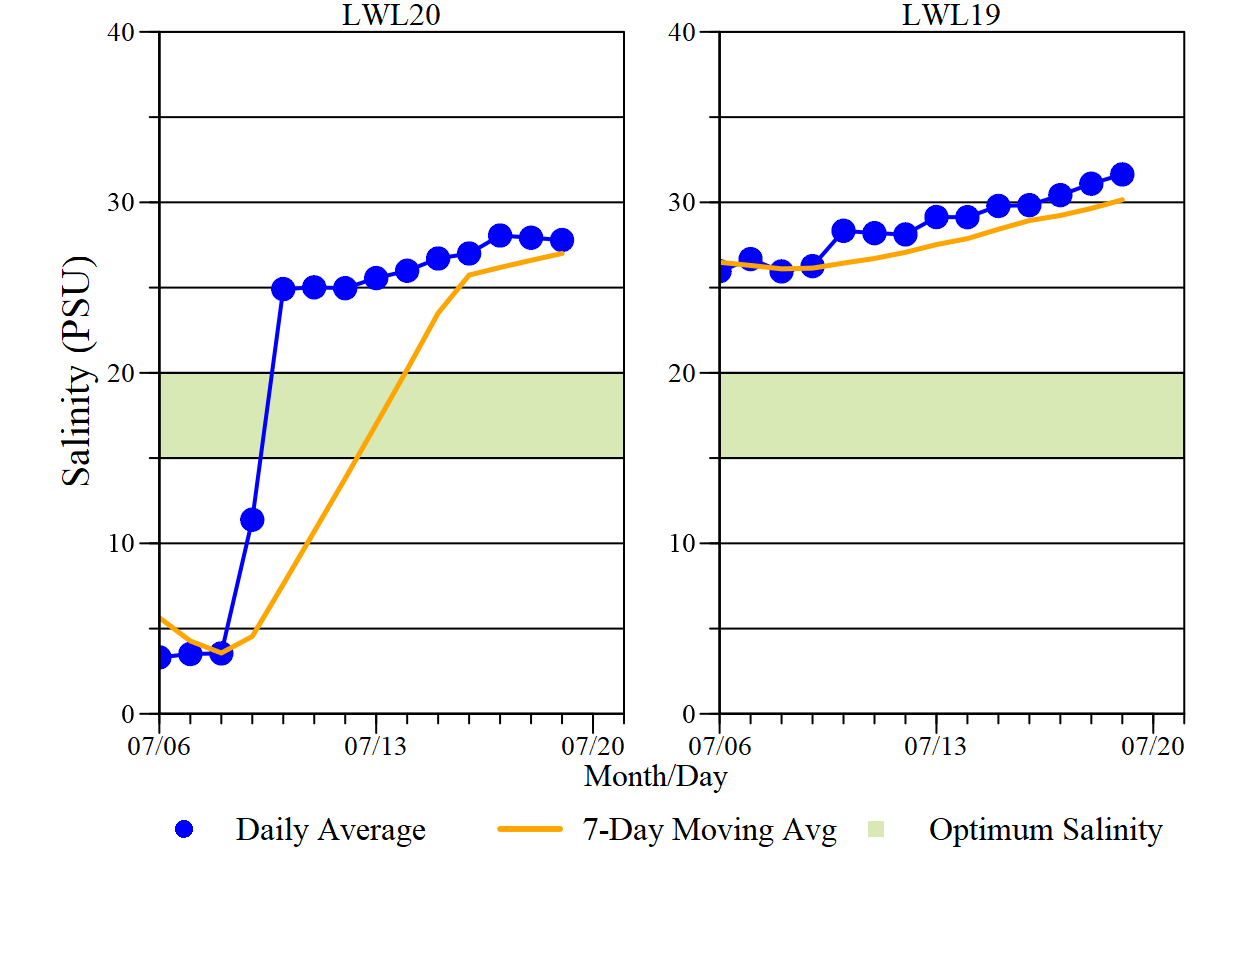 LWL20
LWL19
40
30
20
10
0
40
30
20
10
0
Salinity (PSU)
07/06
07/13
07/20
07/06
07/13
07/20
Month/Day
Daily Average
7-Day Moving Avg
Optimum Salinity